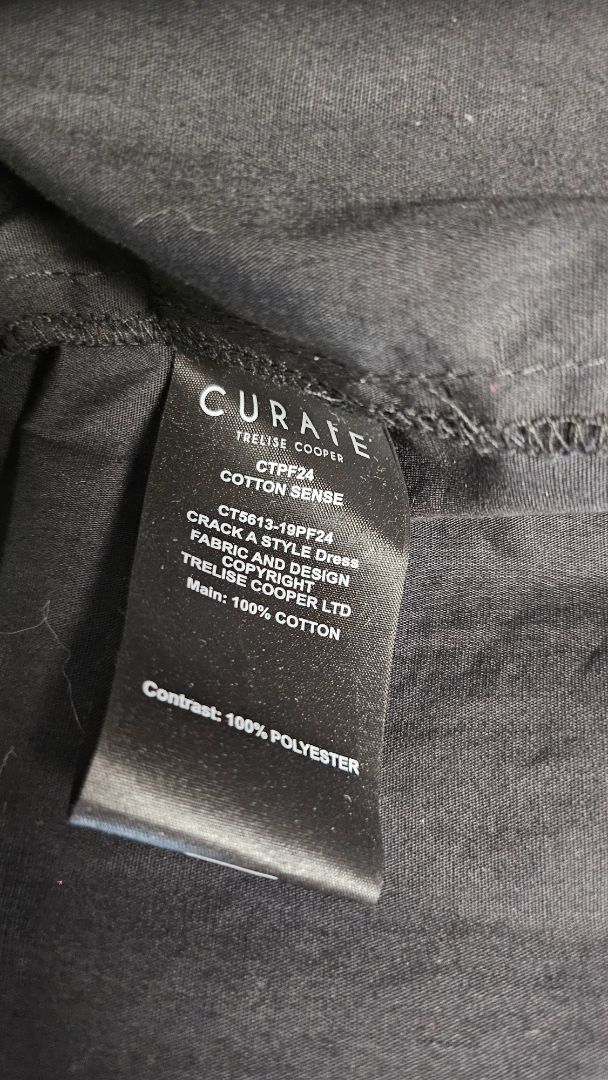 CURATE
TRELISE COOPER
CTPF24
COTTON SENSE
CT5613-19PF24
CRACK A STYLE Dress
FABRIC AND DESIGN
COPYRIGHT
TRELISE COOPER LTD
Main: 100% COTTON
Contrast: 100% POLYESTER